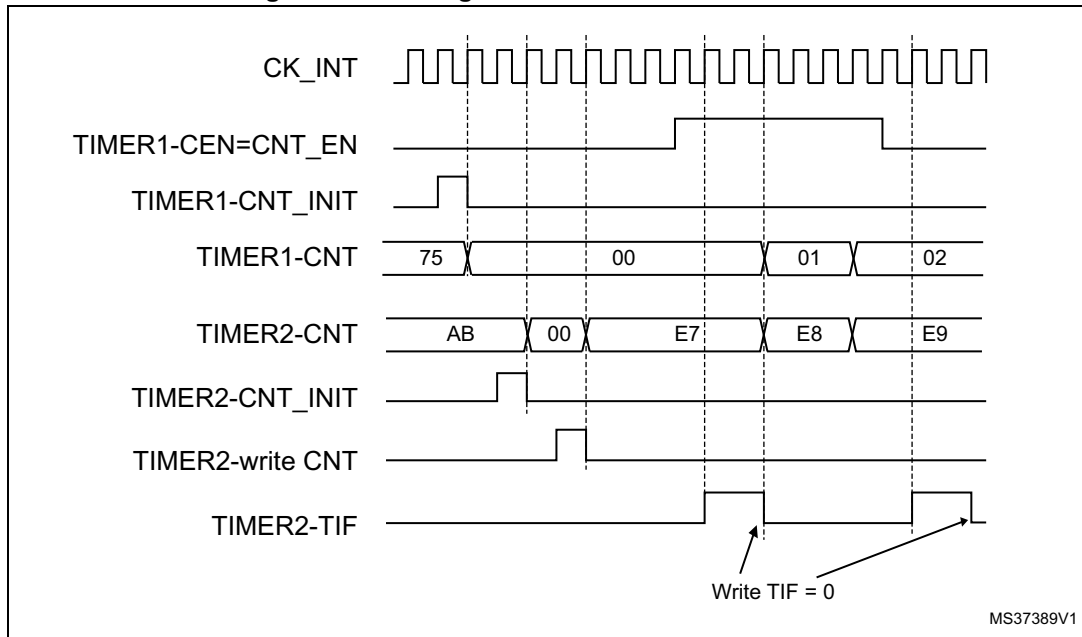 CK_INT
TIMER1-CEN=CNT_EN
TIMER1-CNT_INIT
TIMER1-CNT 75 00 01 02
TIMER2-CNT AB 00 E7 E8 E9
TIMER2-CNT_INIT
TIMER2-write CNT
TIMER2-TIF
Write TIF = 0
MS37389V1